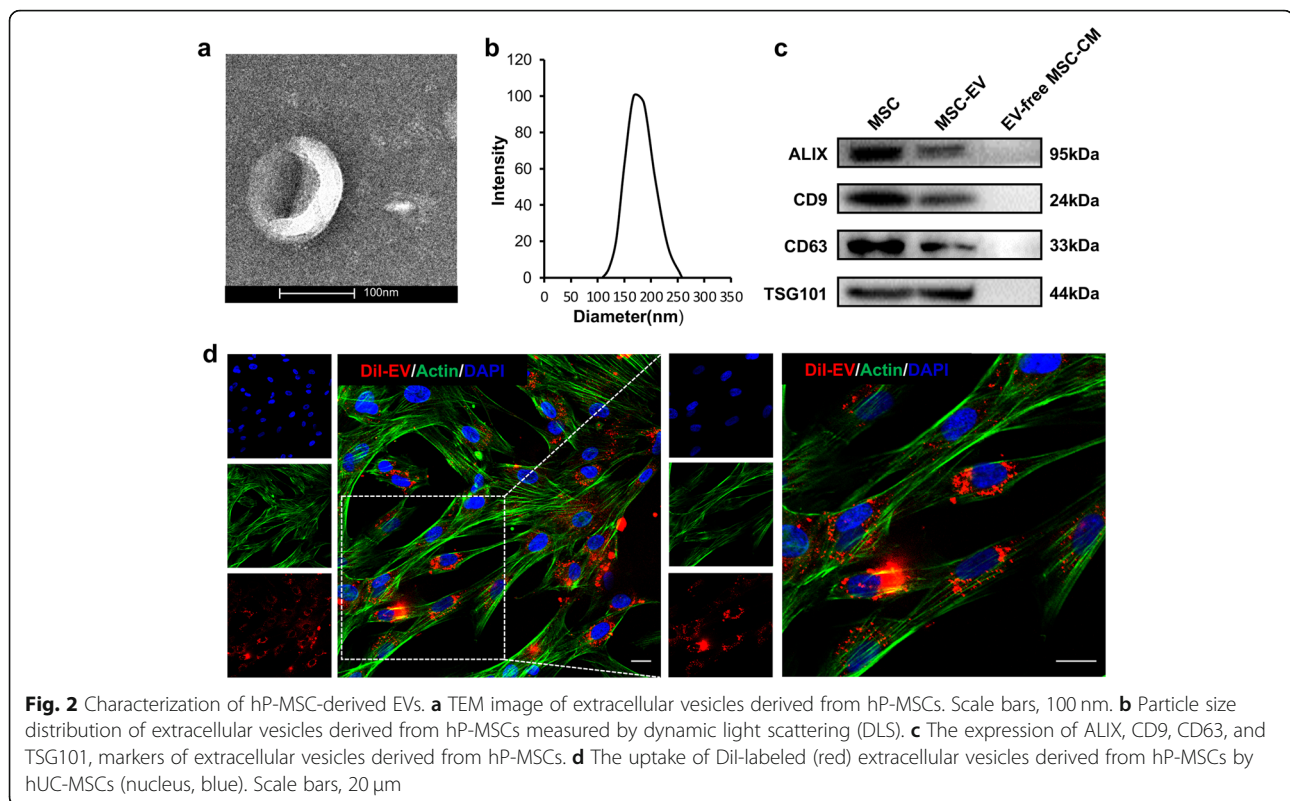 a
100nm
b
120
100
80
60
40
20
0
Intensity
0 50 100 150 200 250 300 350
Diameter(nm)
c
MSC MSC-EV EV-free MSC-CM
ALIX 95kDa
CD9 24kDa
CD63 33kDa
TSG101 44kDa
d
DiI-EV/Actin/DAPI
DiI-EV/Actin/DAPI
Fig. 2 Characterization of hP-MSC-derived EVs. a TEM image of extracellular vesicles derived from hP-MSCs. Scale bars, 100 nm. b Particle size
distribution of extracellular vesicles derived from hP-MSCs measured by dynamic light scattering (DLS). c The expression of ALIX, CD9, CD63, and
TSG101, markers of extracellular vesicles derived from hP-MSCs. d The uptake of DiI-labeled (red) extracellular vesicles derived from hP-MSCs by
hUC-MSCs (nucleus, blue). Scale bars, 20 μm